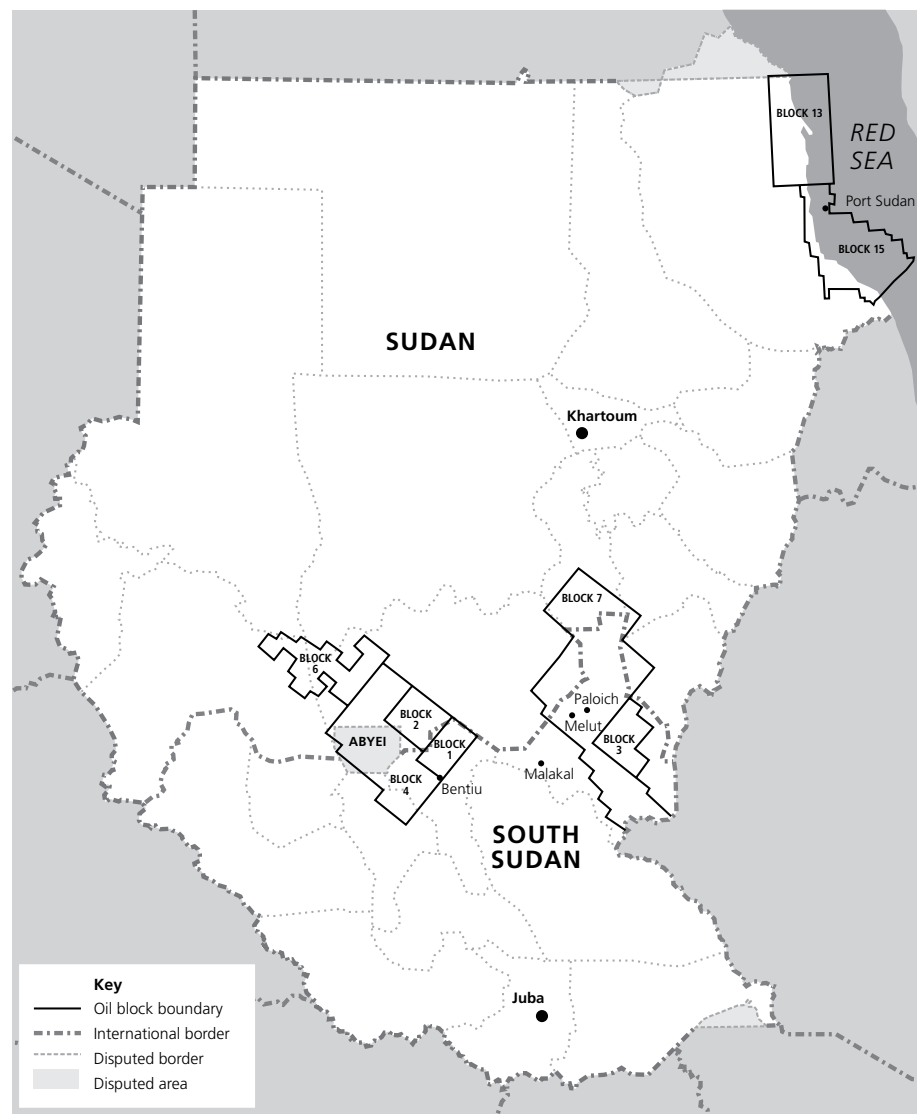 BLOCK 13
RED
SEA
Port Sudan
BLOCK 15
SUDAN
Khartoum
BLOCK 7
BLOCK
6
Paloich
BLOCK
2
Melut
ABYEI
BLOCK
1
BLOCK
3
Malakal
BLOCK
4
Bentiu
SOUTH
SUDAN
Juba
Key
Oil block boundary
International border
Disputed border
Disputed area